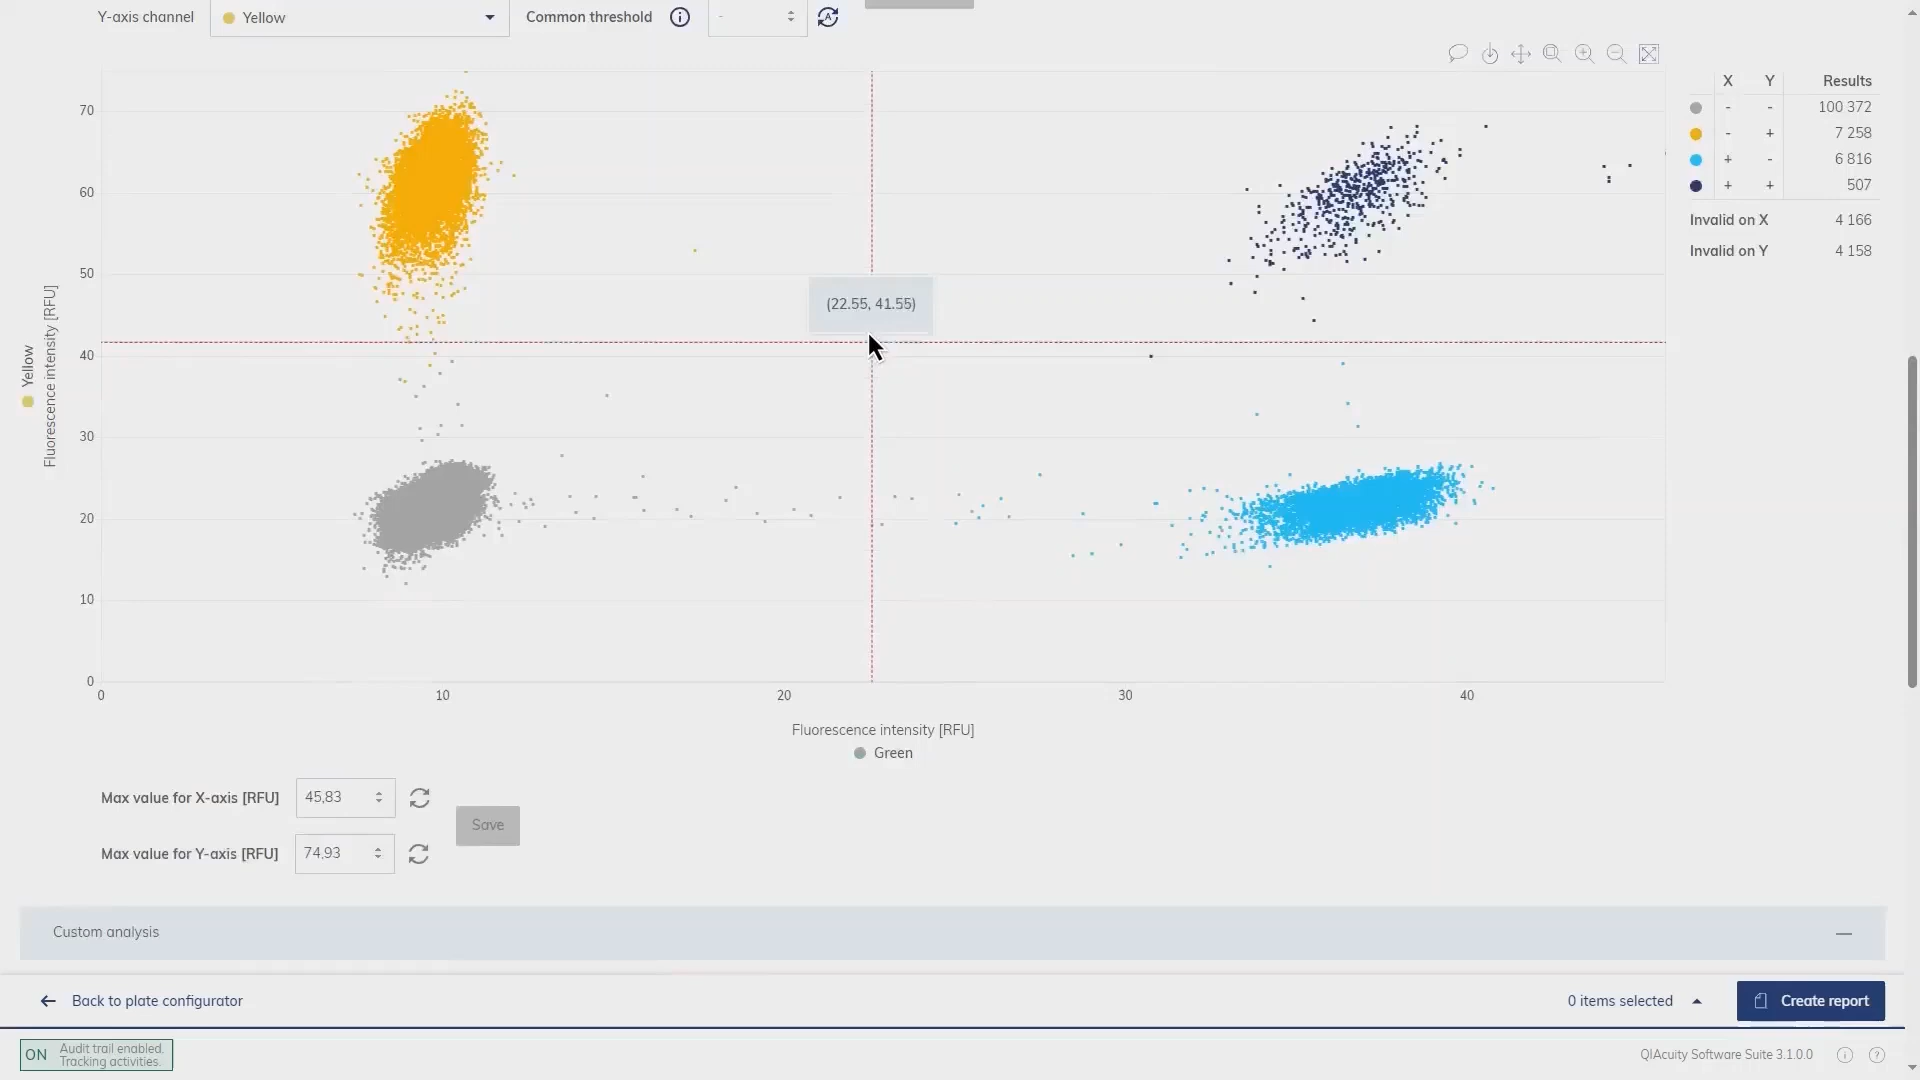 Y-axis channel
Yellow
Common threshold
-
X Y Results
- - 100 372
- + 7 258
+ - 6 816
+ + 507
Invalid on X 4 166
Invalid on Y 4 158
Yellow
Fluorescence intensity [RFU]
70
60
50
(22.55, 41.55)
40
30
20
10
0
0 10 20 30 40
Fluorescence intensity [RFU]
Green
Max value for X-axis [RFU] 45,83
Save
Max value for Y-axis [RFU] 74,93
Custom analysis
Back to plate configurator
0 items selected
Create report
ON
Audit trail enabled.
Tracking activities.
QIAcuity Software Suite 3.1.0.0